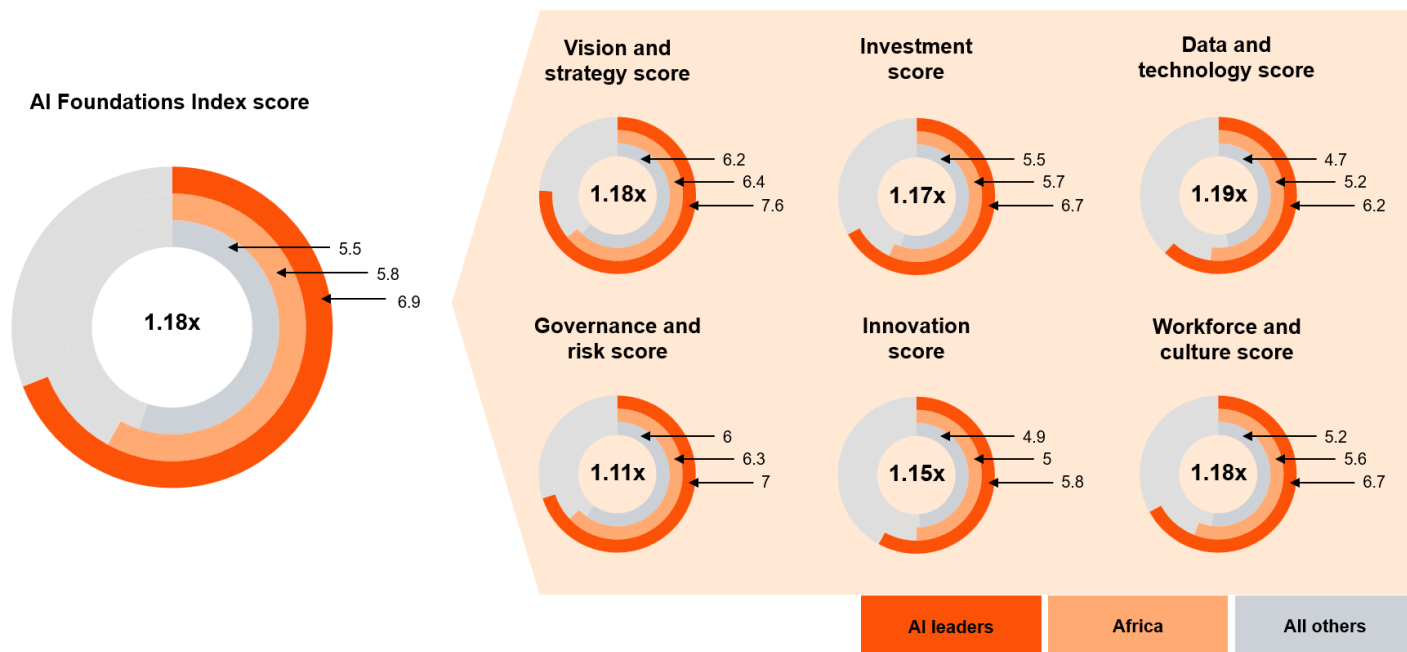 AI Foundations Index score
5.5
5.8
6.9
1.18x
Vision and
strategy score
6.2
6.4
7.6
1.18x
Investment
score
5.5
5.7
6.7
1.17x
Data and
technology score
4.7
5.2
6.2
1.19x
Governance and
risk score
6
6.3
7
1.11x
Innovation
score
4.9
5
5.8
1.15x
Workforce and
culture score
5.2
5.6
6.7
1.18x
AI leaders
Africa
All others